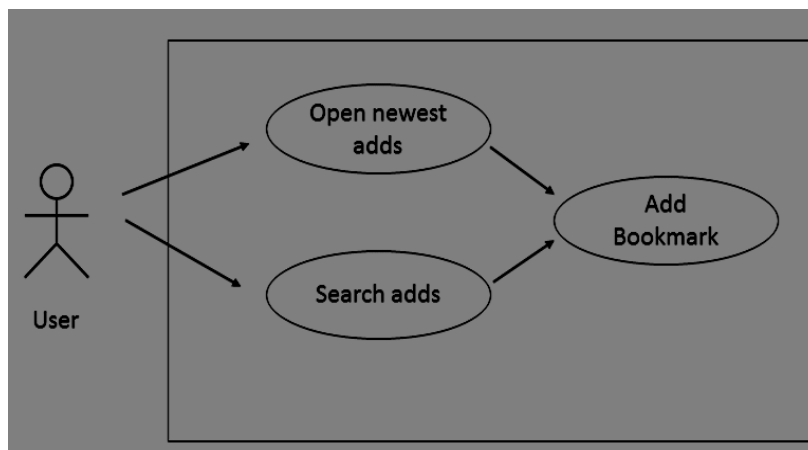 Open newest
adds
Add
Bookmark
Search adds
User